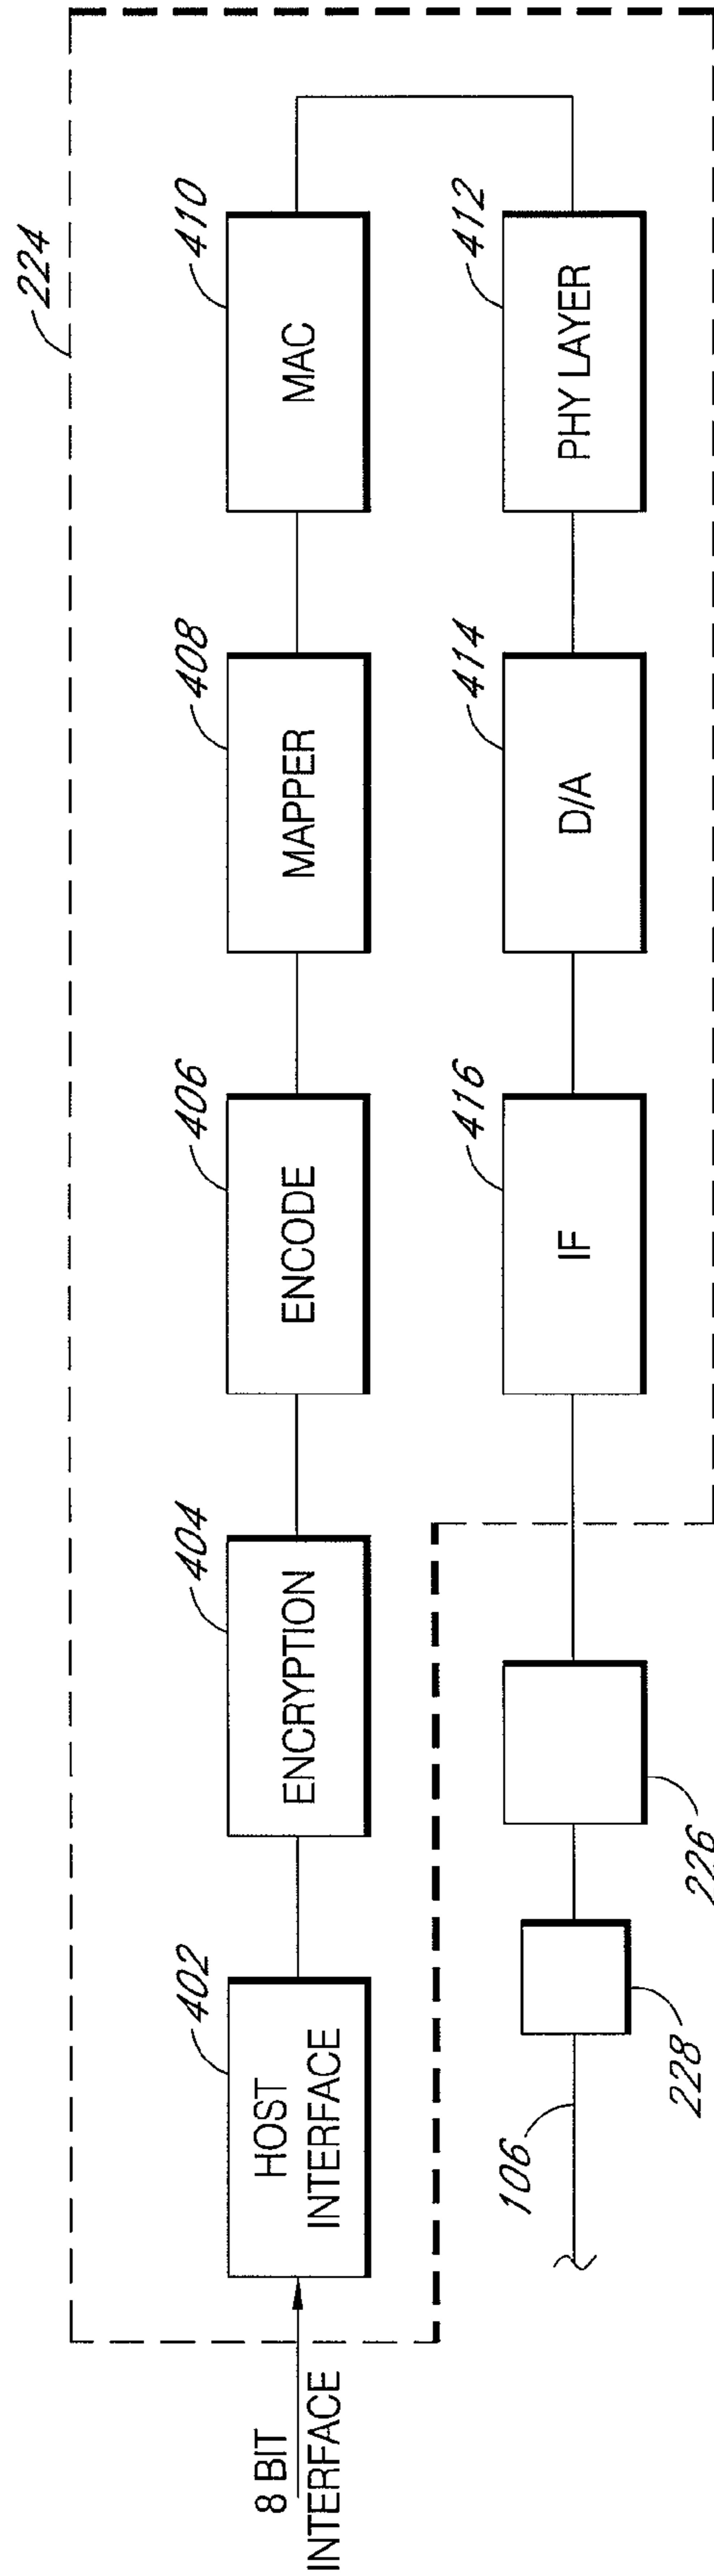 224
402
404
406
408
410
8 BIT
INTERFACE
HOST
INTERFACE
ENCRYPTION
ENCODE
MAPPER
MAC
416
414
412
IF
D/A
PHY LAYER
106
228
226